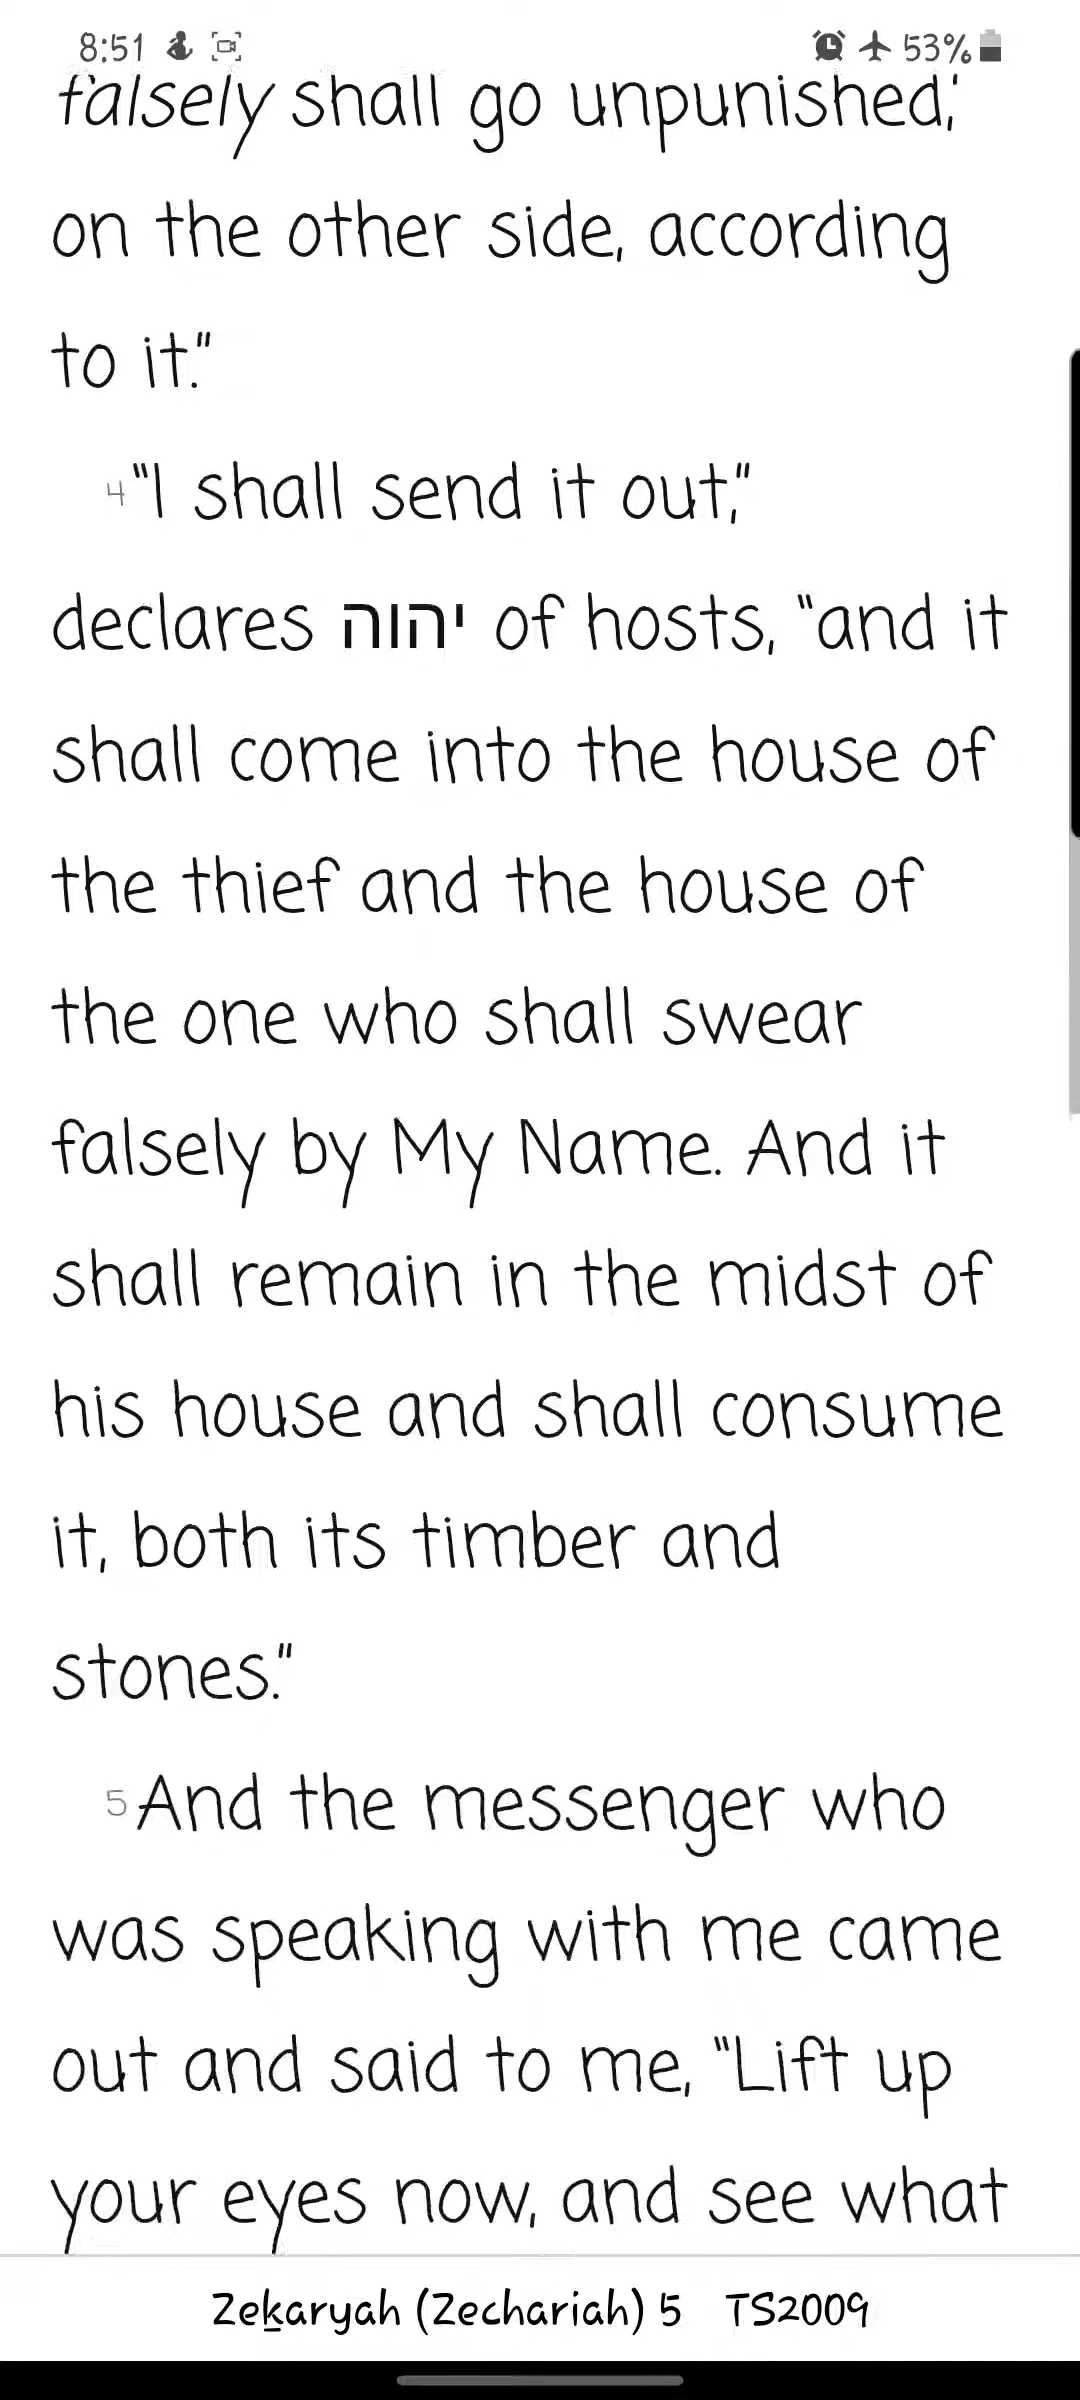 8:51 53%
falsely shall go unpunished,'
on the other side, according
to it."
4 "I shall send it out,"
declares יהוה of hosts, "and it
shall come into the house of
the thief and the house of
the one who shall swear
falsely by My Name. And it
shall remain in the midst of
his house and shall consume
it, both its timber and
stones."
5 And the messenger who
was speaking with me came
out and said to me, "Lift up
your eyes now, and see what
Zeḵaryah (Zechariah) 5 TS2009